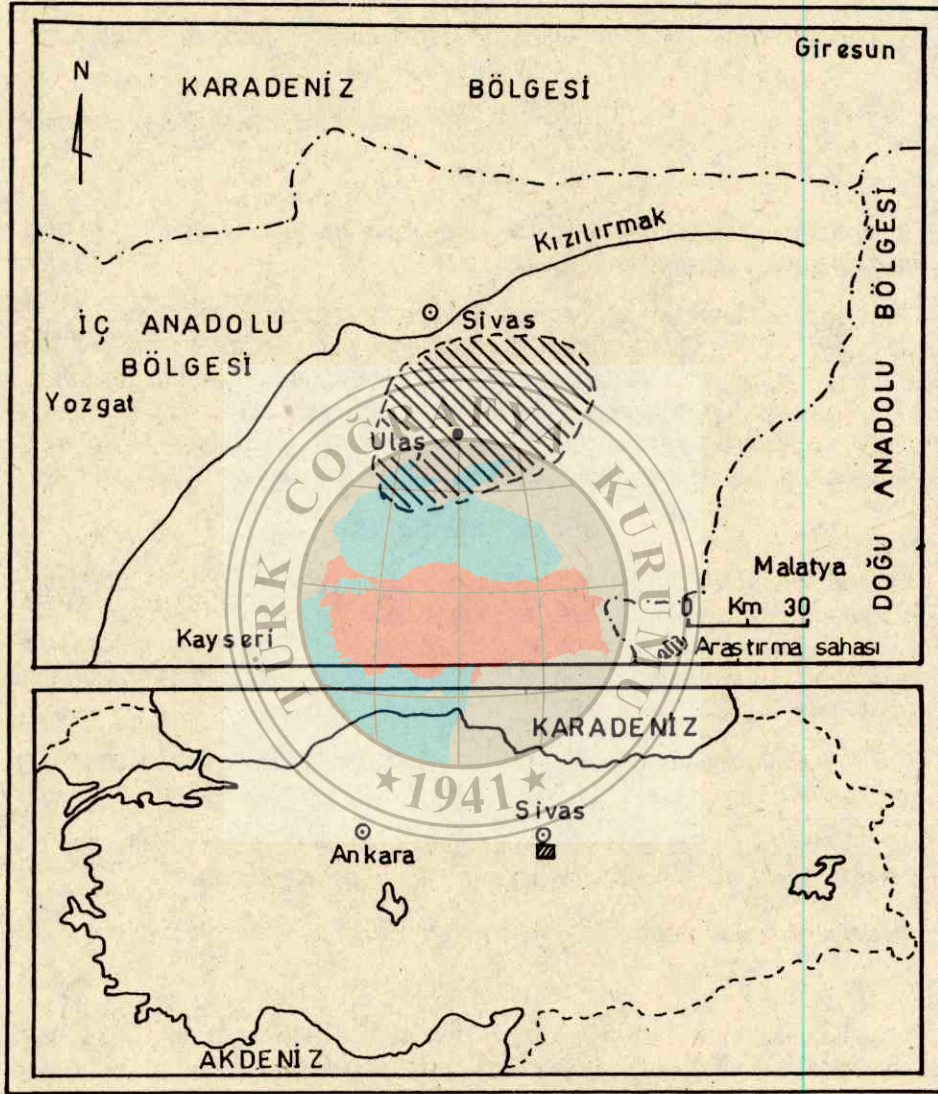 Giresun
N
KARADENİZ BÖLGESİ
Kızılırmak
DOĞU ANADOLU BÖLGESİ
Sivas
İÇ ANADOLU
BÖLGESİ
Yozgat
Ulaş
Malatya
0 Km 30
Kayseri
Arastırma sahası
TÜRK COĞRAFYA KURUMU
★1941★
KARADENİZ
Sivas
Ankara
AKDENİZ